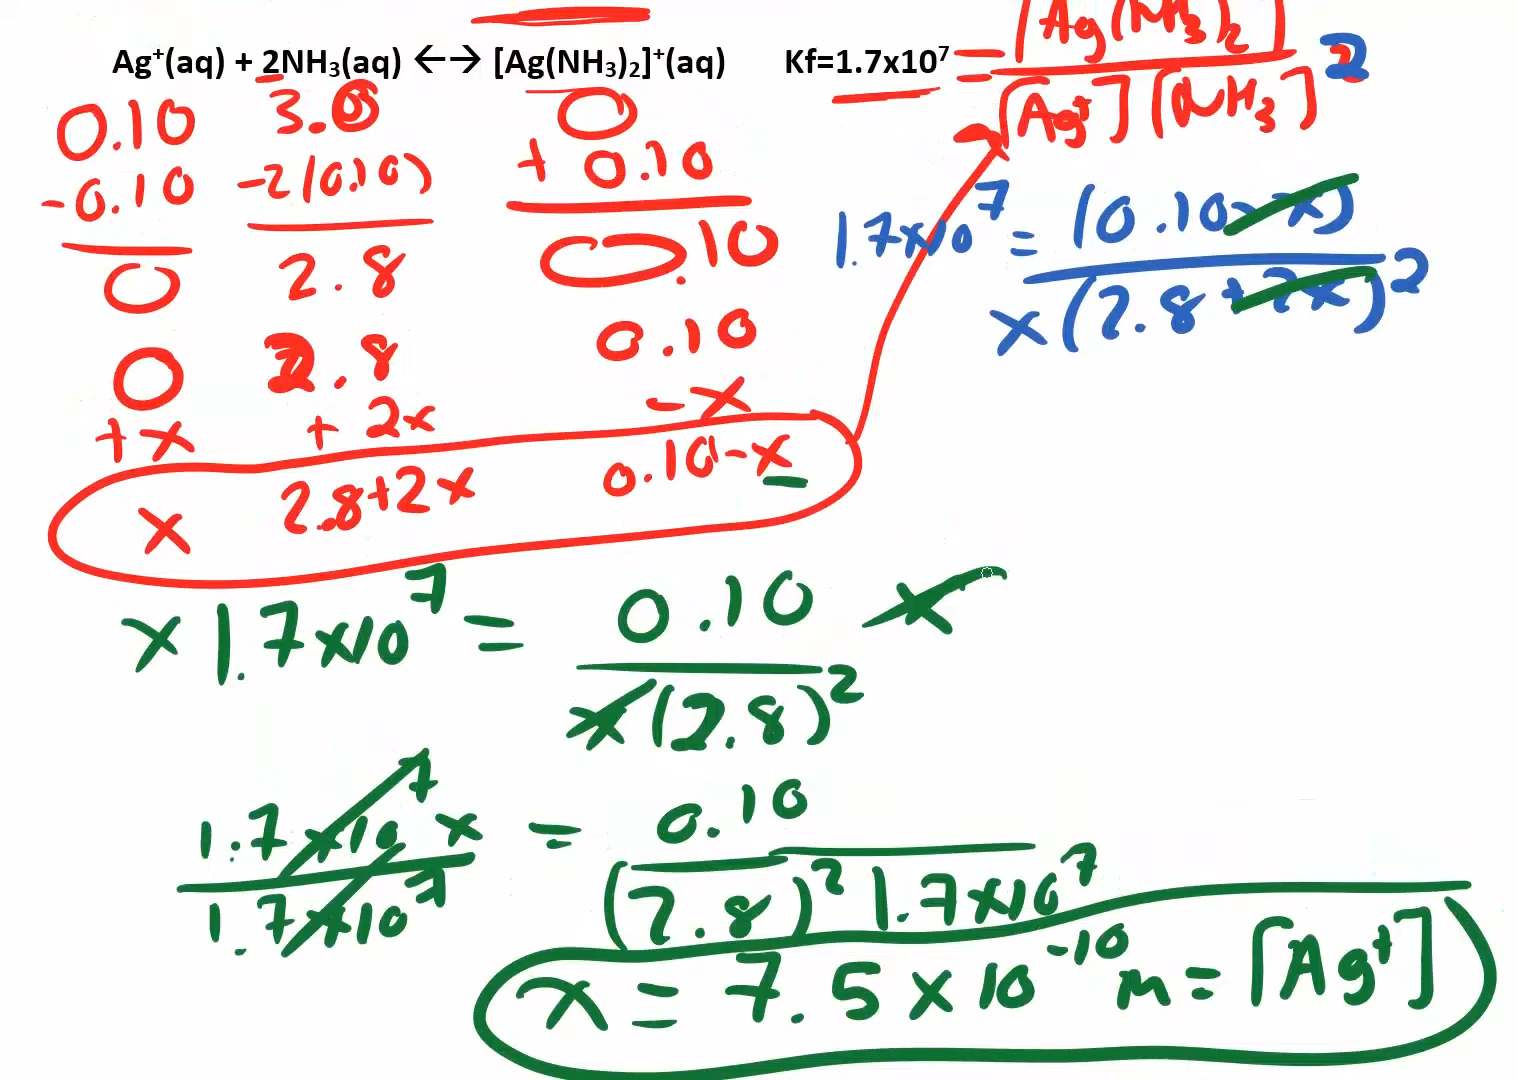 [Ag(NH₃)₂]
Ag⁺(aq) + 2NH₃(aq) ←→ [Ag(NH₃)₂]⁺(aq) Kf=1.7x10⁷ =
[Ag⁺] [NH₃]²
0.10 3.0 0
-0.10 -2(0.10) + 0.10
0 2.8 0.10
0 2.8 0.10
+x + 2x -x
x 2.8+2x 0.10-x
1.7x10⁷ = (0.10-x)
x(2.8+2x)²
x 1.7x10⁷ = 0.10 x
x(2.8)²
1.7x10⁷ x = 0.10
1.7x10⁷ (2.8)² 1.7x10⁷
x = 7.5 x 10⁻¹⁰ m = [Ag⁺]